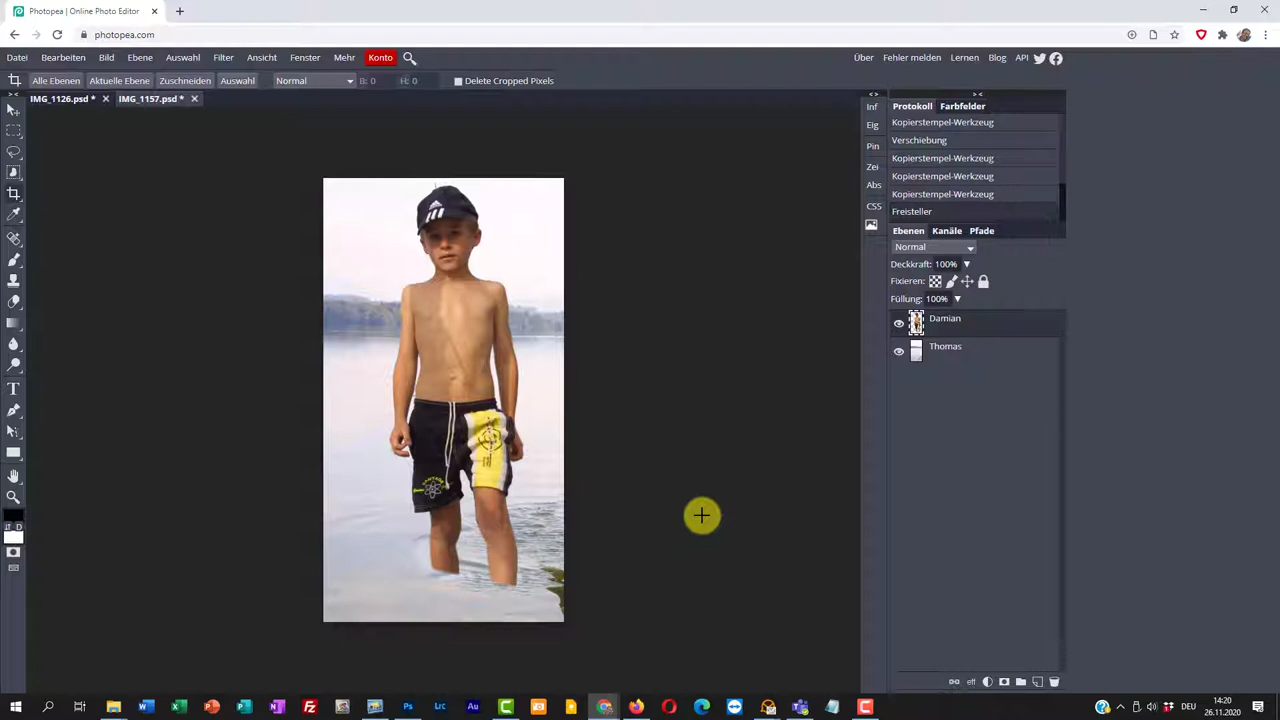 Photopea | Online Photo Editor
photopea.com
Datei Bearbeiten Bild Ebene Auswahl Filter Ansicht Fenster Mehr Konto
Über Fehler melden Lernen Blog API
Alle Ebenen Aktuelle Ebene Zuschneiden Auswahl Normal B: 0 H: 0 Delete Cropped Pixels
IMG_1126.psd * IMG_1157.psd *
Inf
Eig
Pin
Zei
Abs
CSS
Protokoll Farbfelder
Kopierstempel-Werkzeug
Verschiebung
Kopierstempel-Werkzeug
Kopierstempel-Werkzeug
Kopierstempel-Werkzeug
Freisteller
Ebenen Kanäle Pfade
Normal
Deckkraft: 100%
Fixieren:
Füllung: 100%
Damian
Thomas
eff
14:20
DEU
26.11.2020